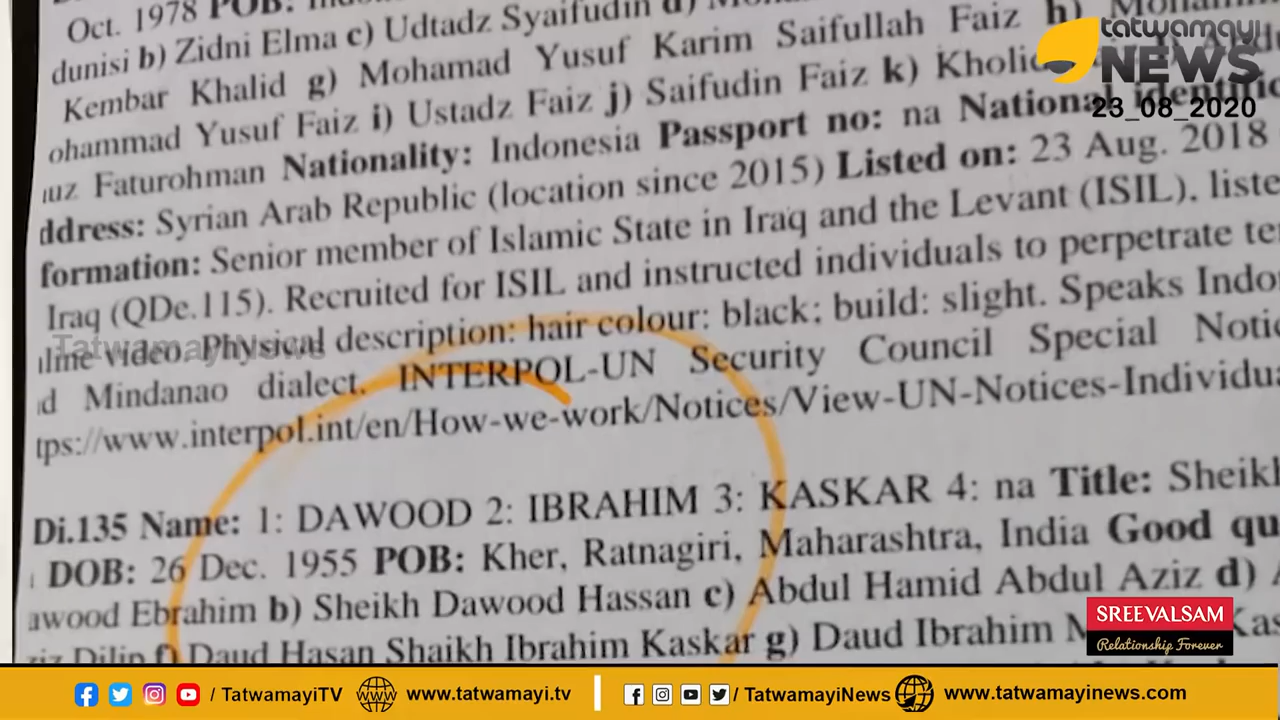 Oct. 1978 POB:
dunisi b) Zidni Elma c) Udtadz Syaifudin d)
Kembar Khalid g) Mohamad Yusuf Karim Saifullah Faiz h)
ohammad Yusuf Faiz i) Ustadz Faiz j) Saifudin Faiz k)
Faturohman Nationality: Indonesia Passport no: na National
ddress: Syrian Arab Republic (location since 2015) Listed on: 23 Aug. 2018
formation: Senior member of Islamic State in Iraq and the Levant (ISIL), liste
Iraq (QDe.115). Recruited for ISIL and instructed individuals to perpetrate te
video. Physical description: hair colour: black; build: slight. Speaks Indo
d Mindanao dialect. INTERPOL-UN Security Council Special Notic
tps://www.interpol.int/en/How-we-work/Notices/View-UN-Notices-Individua
Di.135 Name: 1: DAWOOD 2: IBRAHIM 3: KASKAR 4: na Title: Sheikh
DOB: 26 Dec. 1955 POB: Kher, Ratnagiri, Maharashtra, India Good qu
awood Ebrahim b) Sheikh Dawood Hassan c) Abdul Hamid Abdul Aziz d)
ziz Dilip f) Daud Hasan Shaikh Ibrahim Kaskar g) Daud Ibrahim
tatwamayi
NEWS
23_08_2020
TatwamayiNews
SREEVALSAM
Relationship Forever
/ TatwamayiTV www.tatwamayi.tv / TatwamayiNews www.tatwamayinews.com